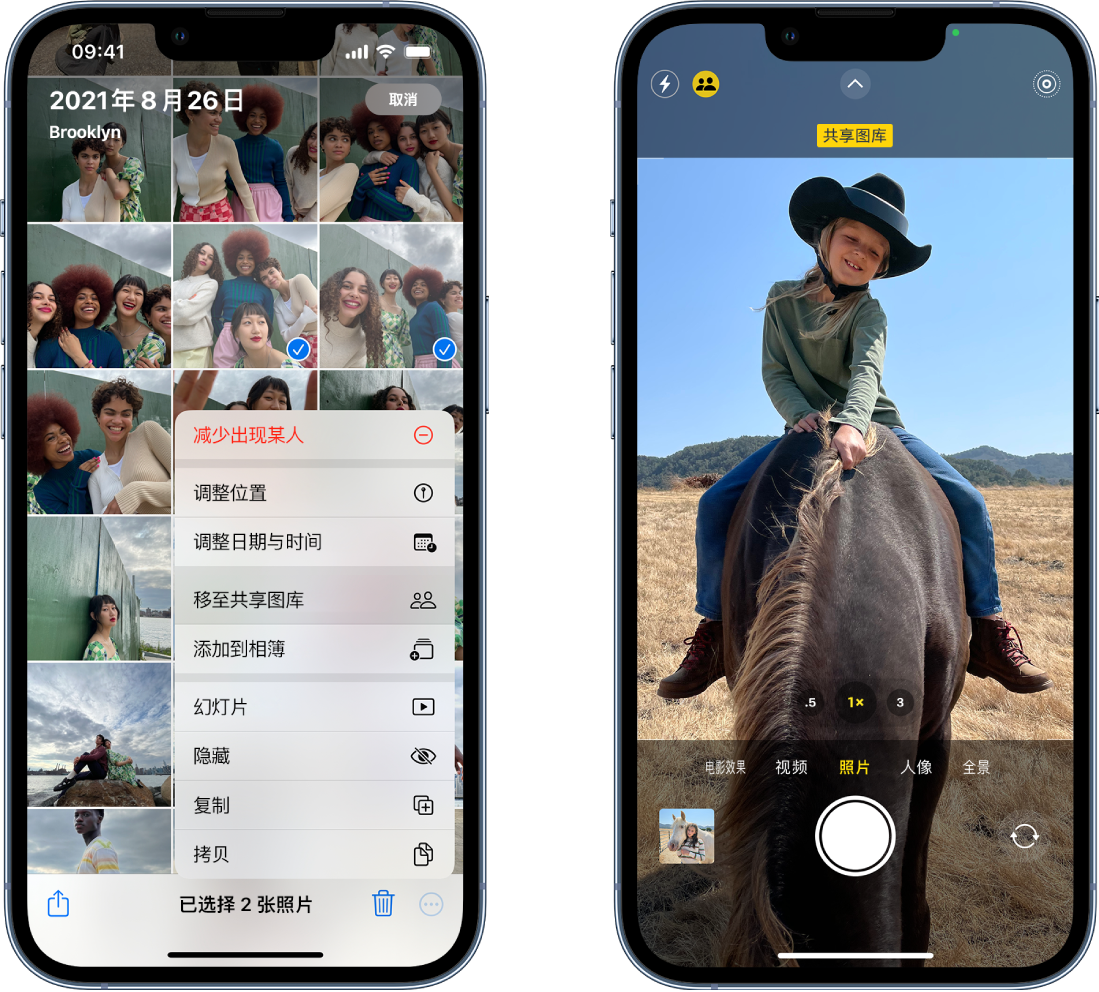 09:41
2021年8月26日
取消
Brooklyn
减少出现某人
调整位置
调整日期与时间
移至共享图库
添加到相簿
幻灯片
隐藏
复制
拷贝
已选择 2 张照片
共享图库
.5
1×
3
电影效果
视频
照片
人像
全景